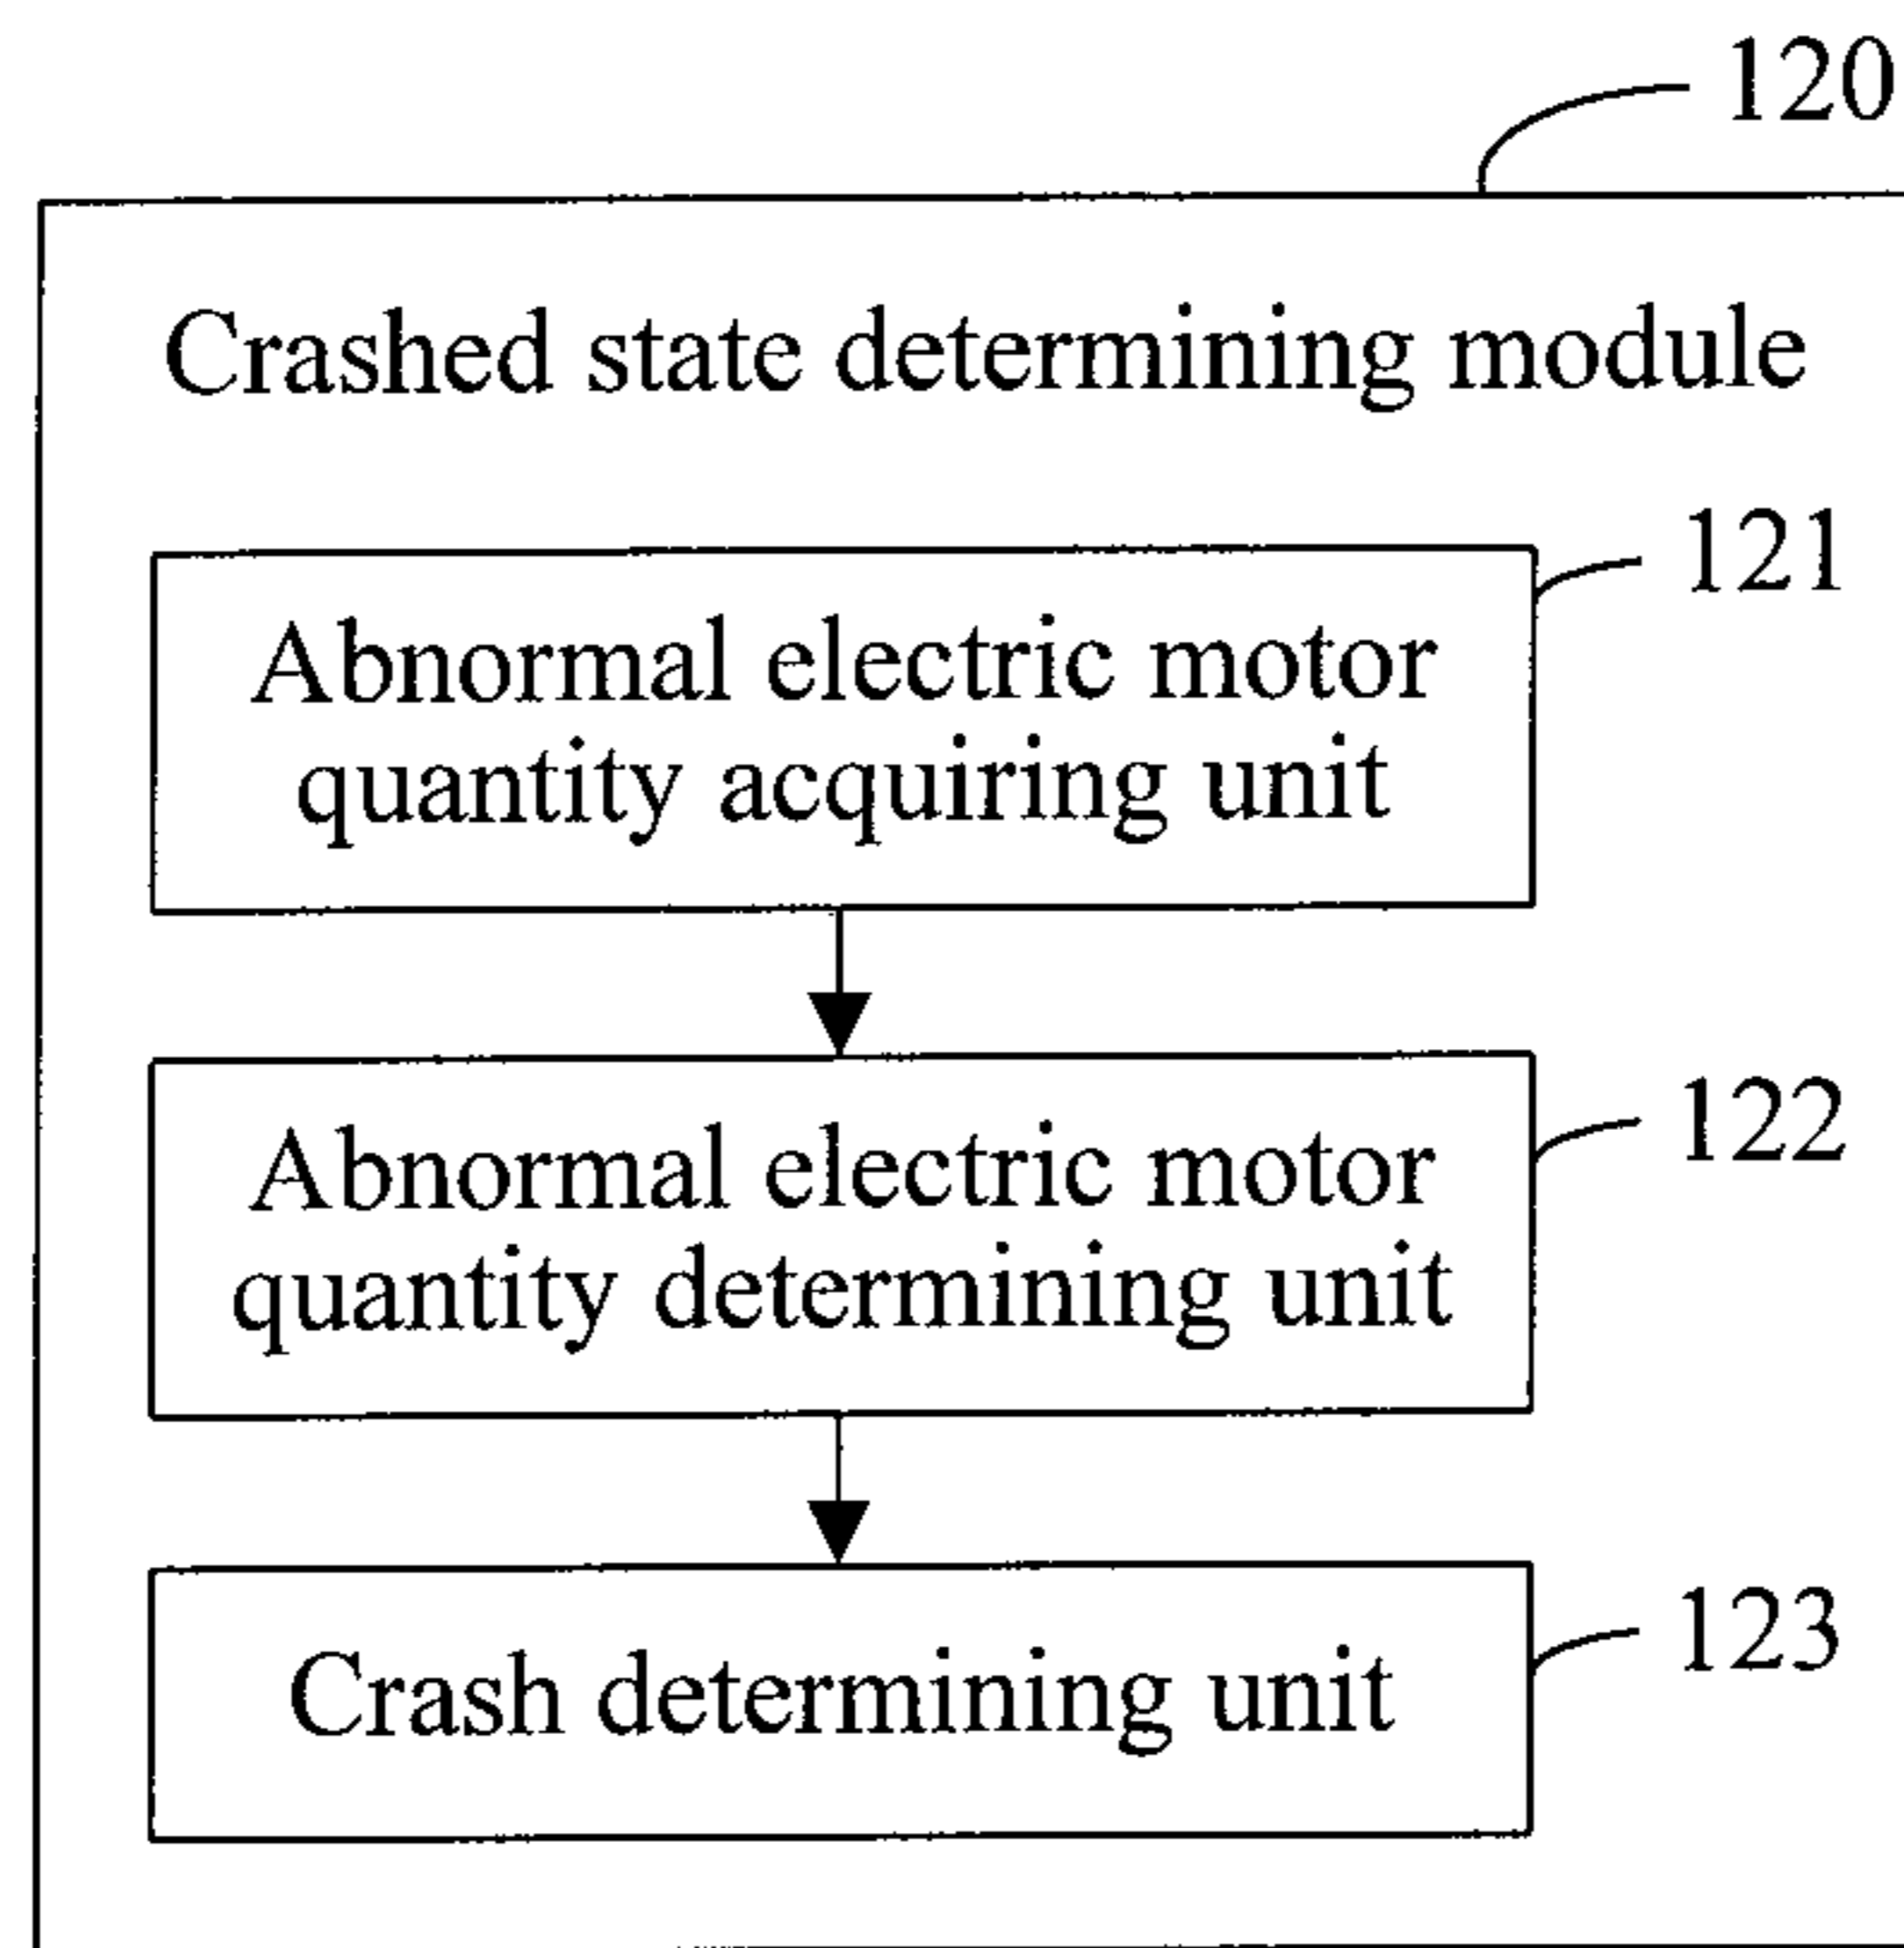 120
Crashed state determining module
121
Abnormal electric motor
quantity acquiring unit
122
Abnormal electric motor
quantity determining unit
123
Crash determining unit